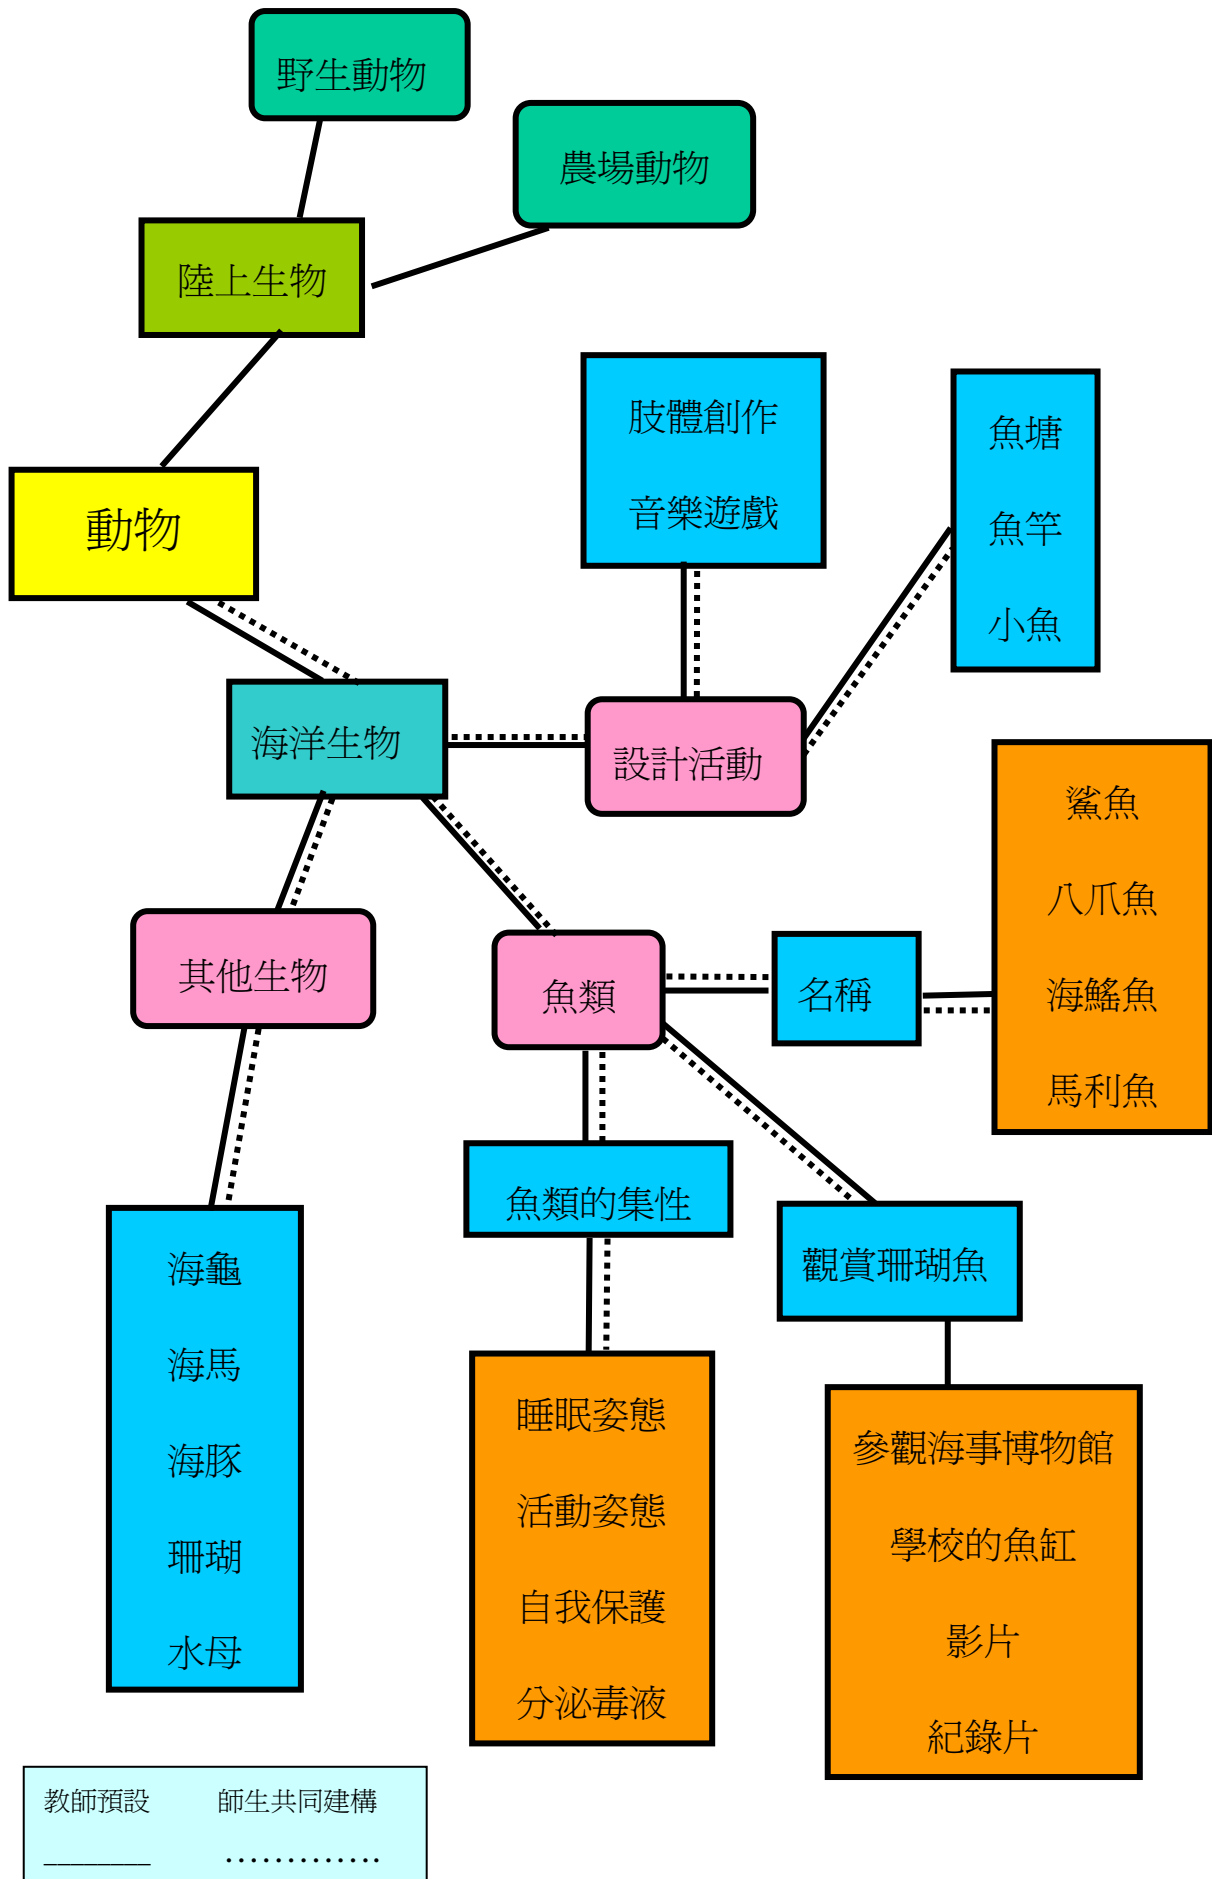 野生動物
農場動物
陸上生物
動物
肢體創作
音樂遊戲
魚塘
魚竿
小魚
海洋生物
設計活動
鯊魚
八爪魚
海鰩魚
馬利魚
其他生物
魚類
名稱
魚類的集性
觀賞珊瑚魚
海龜
海馬
海豚
珊瑚
水母
睡眠姿態
活動姿態
自我保護
分泌毒液
參觀海事博物館
學校的魚缸
影片
紀錄片
教師預設 師生共同建構
________ .............